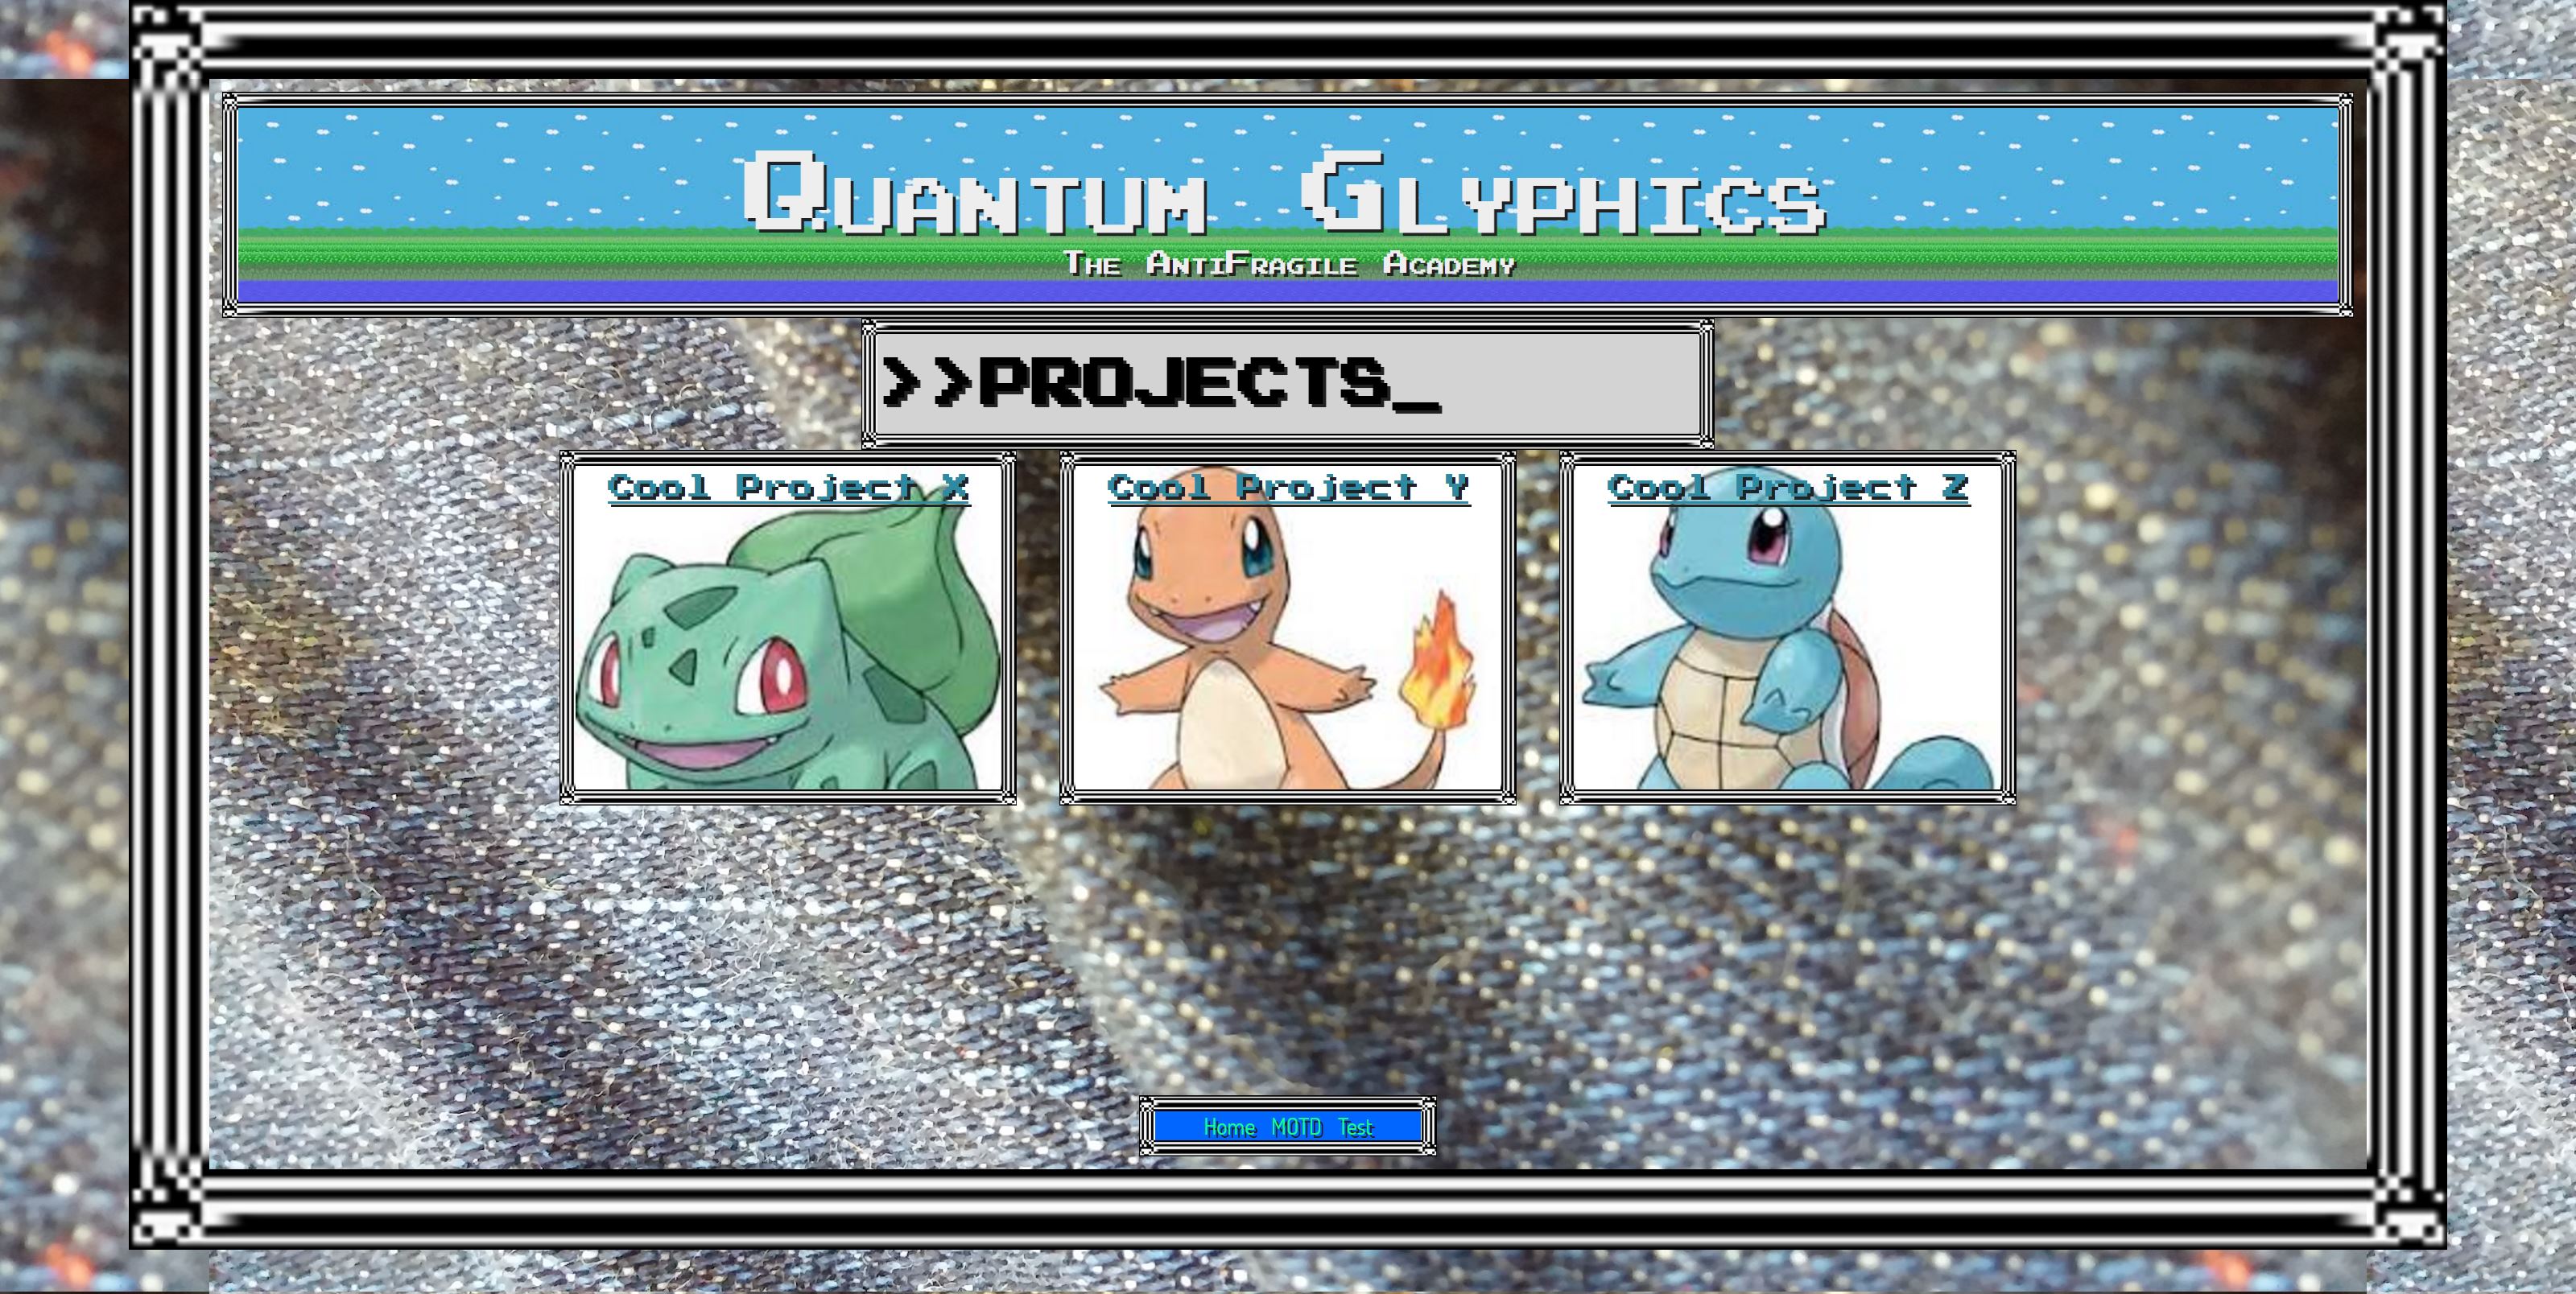 Quantum Glyphics
The AntiFragile Academy
>>PROJECTS_
Cool Project X
Cool Project Y
Cool Project Z
Home MOTD Test